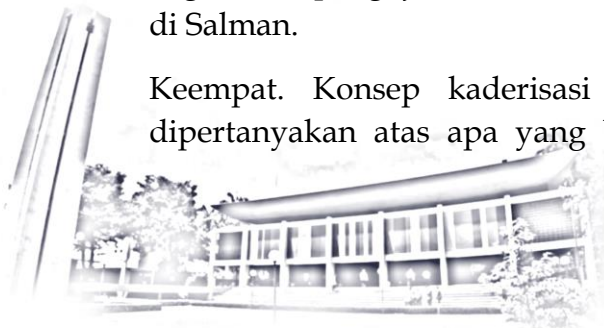 di Salman.
Keempat. Konsep kaderisasi
dipertanyakan atas apa yang